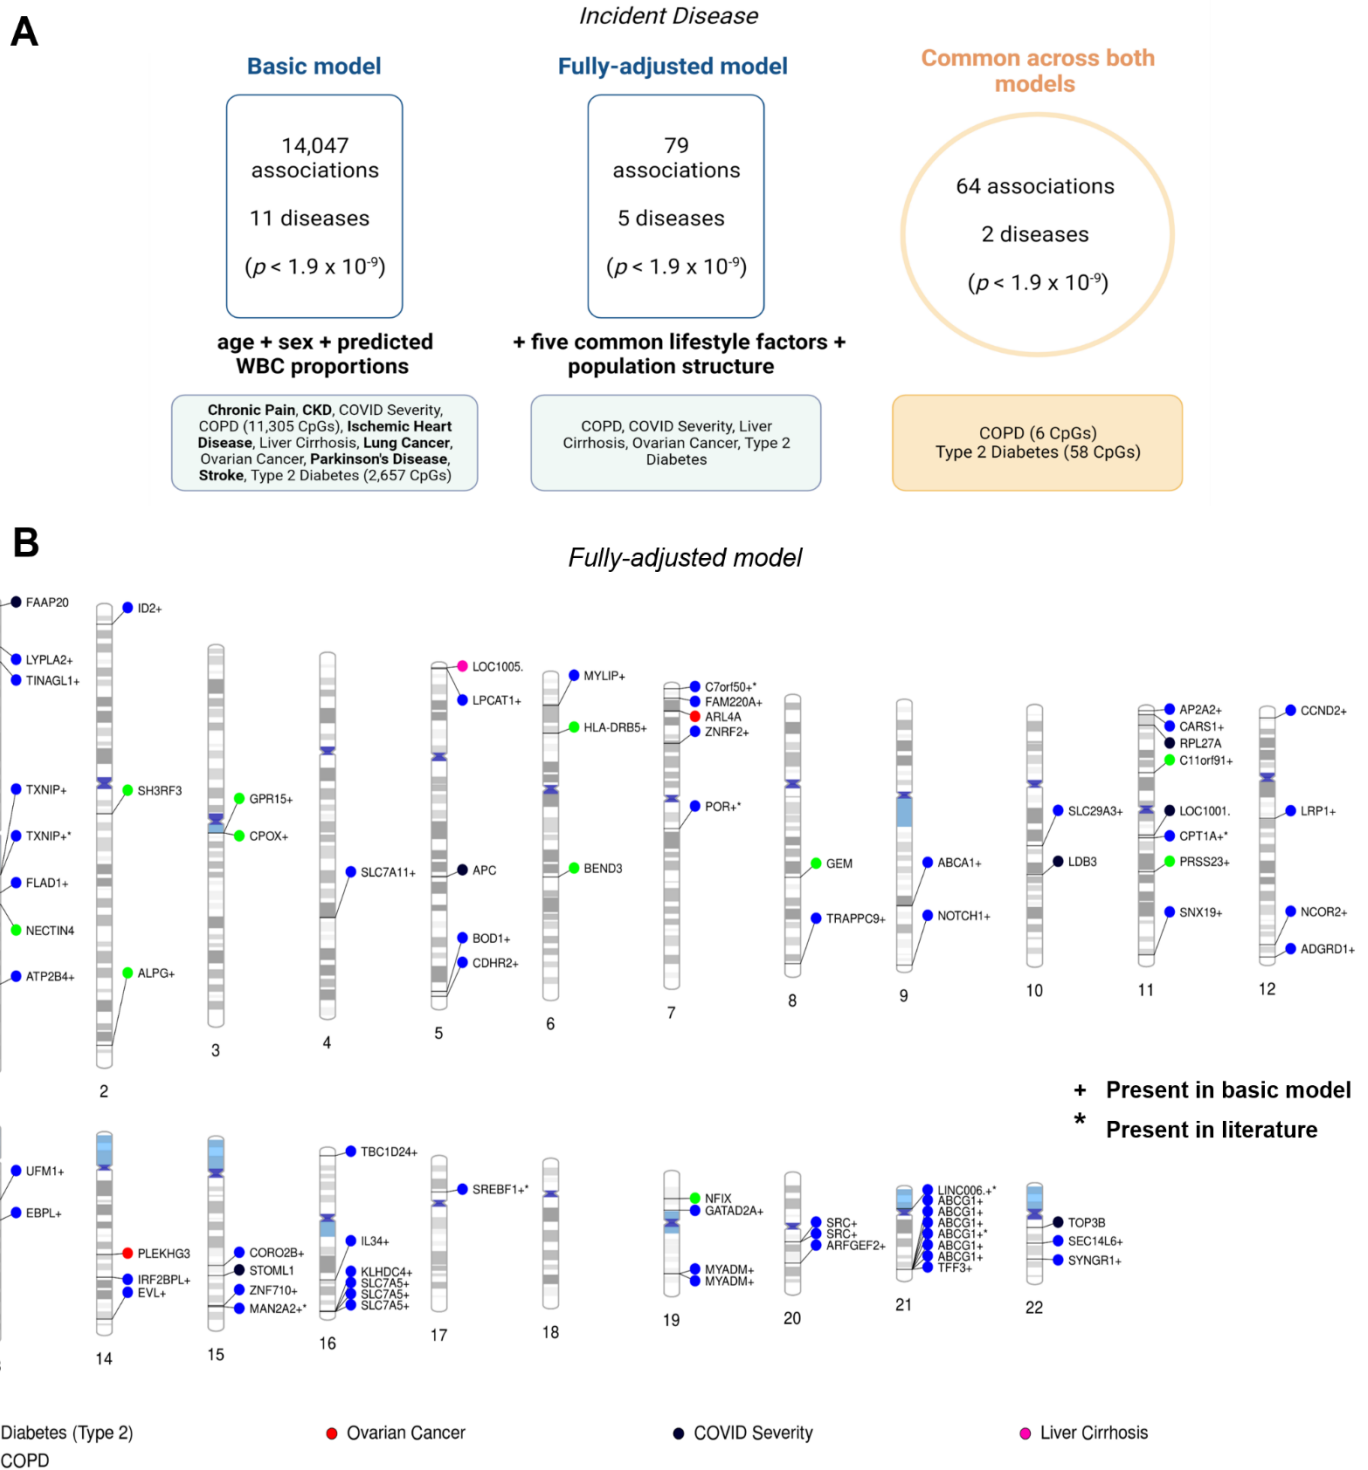 A
Incident Disease
Basic model
Fully-adjusted model
Common across both
models
14,047
associations
11 diseases
(p < 1.9 x 10-9)
79
associations
5 diseases
(p < 1.9 x 10-9)
64 associations
2 diseases
(p < 1.9 x 10-9)
age + sex + predicted
WBC proportions
+ five common lifestyle factors +
population structure
Chronic Pain, CKD, COVID Severity,
COPD (11,305 CpGs), Ischemic Heart
Disease, Liver Cirrhosis, Lung Cancer,
Ovarian Cancer, Parkinson's Disease,
Stroke, Type 2 Diabetes (2,657 CpGs)
COPD, COVID Severity, Liver
Cirrhosis, Ovarian Cancer, Type 2
Diabetes
COPD (6 CpGs)
Type 2 Diabetes (58 CpGs)
B
Fully-adjusted model
FAAP20
LYPLA2+
TINAGL1+
TXNIP+
TXNIP+*
FLAD1+
NECTIN4
ATP2B4+
ID2+
SH3RF3
ALPG+
2
GPR15+
CPOX+
3
SLC7A11+
4
LOC1005.
LPCAT1+
APC
BOD1+
CDHR2+
5
MYLIP+
HLA-DRB5+
BEND3
6
C7orf50+*
FAM220A+
ARL4A
ZNRF2+
POR+*
7
GEM
TRAPPC9+
8
ABCA1+
NOTCH1+
9
SLC29A3+
LDB3
10
AP2A2+
CARS1+
RPL27A
C11orf91+
LOC1001.
CPT1A+*
PRSS23+
SNX19+
11
CCND2+
LRP1+
NCOR2+
ADGRD1+
12
+ Present in basic model
* Present in literature
UFM1+
EBPL+
PLEKHG3
IRF2BPL+
EVL+
14
CORO2B+
STOML1
ZNF710+
MAN2A2+*
15
TBC1D24+
IL34+
KLHDC4+
SLC7A5+
SLC7A5+
SLC7A5+
16
SREBF1+*
17
18
NFIX
GATAD2A+
MYADM+
MYADM+
19
SRC+
SRC+
ARFGEF2+
20
LINC006.+*
ABCG1+
ABCG1+
ABCG1+
ABCG1+*
ABCG1+
ABCG1+
TFF3+
21
TOP3B
SEC14L6+
SYNGR1+
22
Diabetes (Type 2)
Ovarian Cancer
COVID Severity
Liver Cirrhosis
COPD